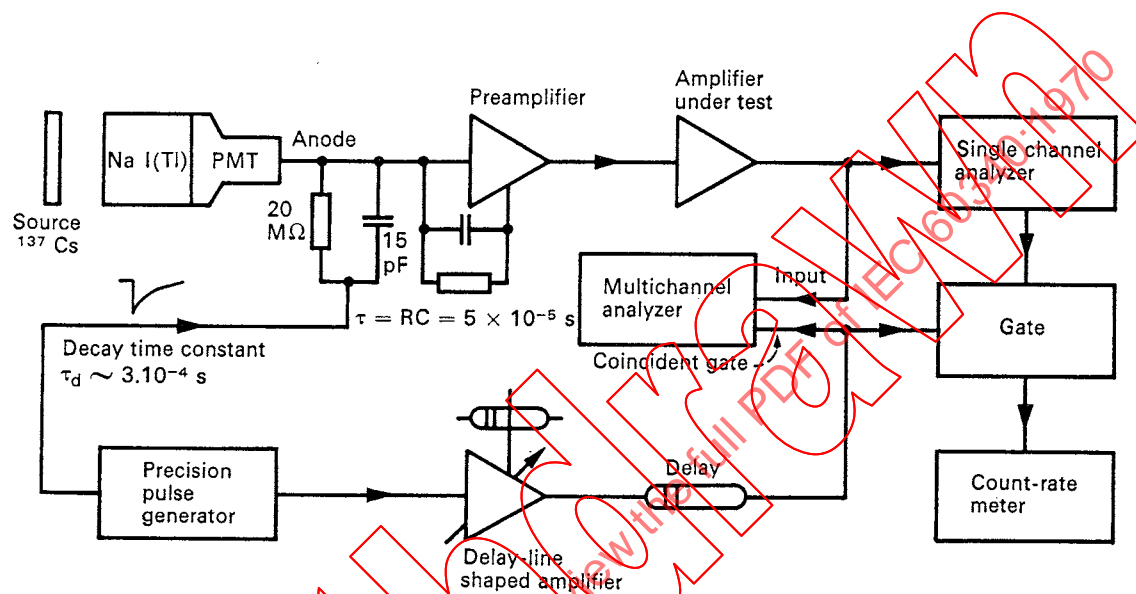 Preamplifier
Amplifier
under test
Anode
Na I(Tl)
PMT
Single channel
analyzer
Source
¹³⁷ Cs
20
MΩ
15
pF
Multichannel
analyzer
Input
Gate
τ = RC = 5 × 10⁻⁵ s
Coincident gate
Decay time constant
τd ∼ 3.10⁻⁴ s
Precision
pulse
generator
Delay
Count-rate
meter
Delay-line
shaped amplifier
view the full PDF of IEC 60340:1970